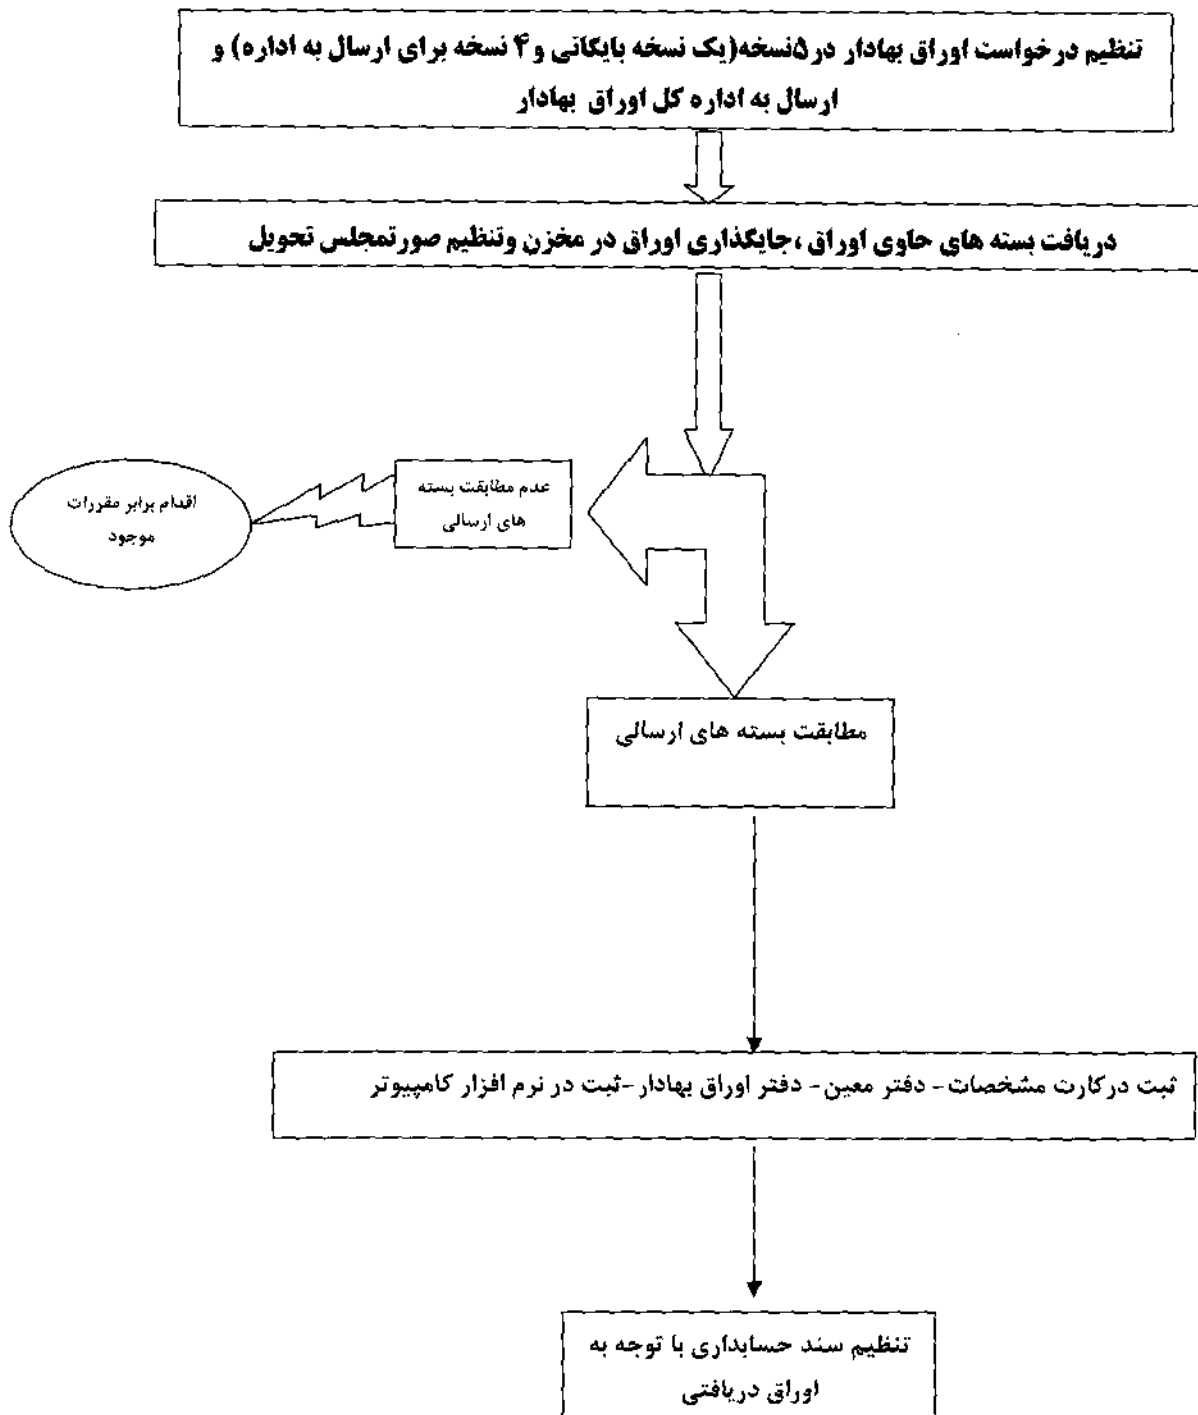 تنظیم درخواست اوراق بهادار در۵نسخه(یک نسخه بایگانی و۴ نسخه برای ارسال به اداره) و
ارسال به اداره کل اوراق بهادار
دریافت بسته های حاوی اوراق ،جایگذاری اوراق در مخزن وتنظیم صورتمجلس تحویل
عدم مطابقت بسته
های ارسالی
اقدام برابر مقررات
موجود
مطابقت بسته های ارسالی
ثبت درکارت مشخصات- دفتر معین- دفتر اوراق بهادار-ثبت در نرم افزار کامپیوتر
تنظیم سند حسابداری با توجه به
اوراق دریافتی